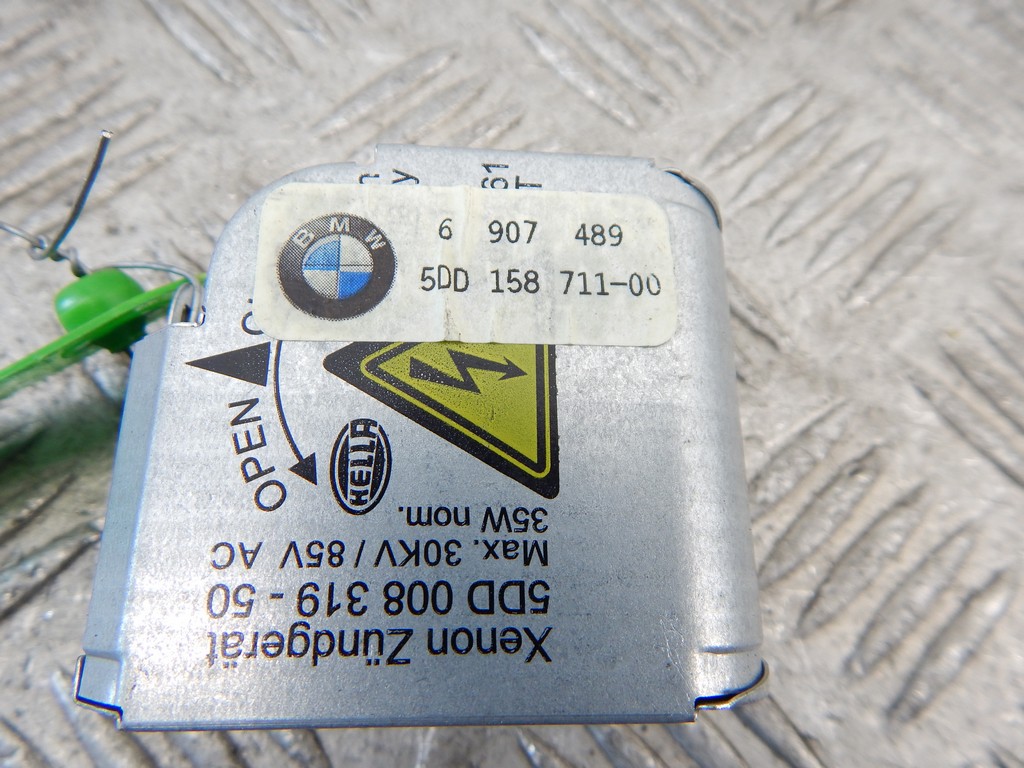 BMW
6 907 489
5DD 158 711-00
OPEN
HELLA
Xenon Zündgerät
5DD 008 319 - 50
Max. 30KV / 85V AC
35W nom.